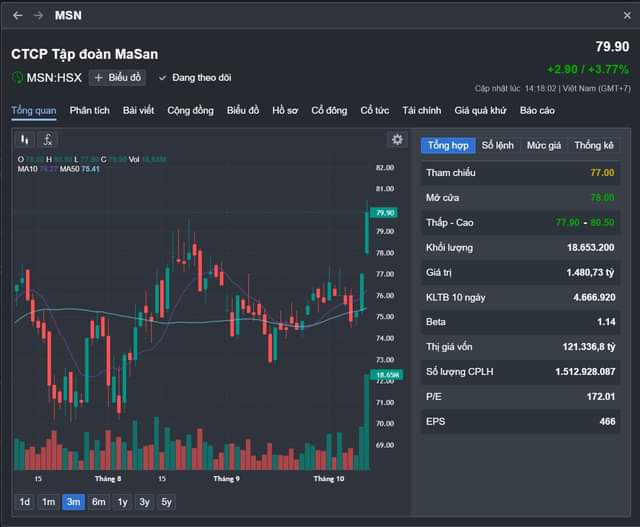 MSN
CTCP Tập đoàn MaSan
79.90
MSN:HSX
Biểu đồ
Đang theo dõi
+2.90 / +3.77%
Cập nhật lúc 14:18:02 | Việt Nam (GMT+7)
Tổng quan Phân tích Bài viết Cộng đồng Biểu đồ Hồ sơ Cổ đông Cổ tức Tài chính Giá quá khứ Báo cáo
Tổng hợp Sổ lệnh Mức giá Thống kê
O 78.00 H 80.50 L 77.90 C 79.90 Vol 18.65M
MA10 MA50 75.41
82.00
81.00
79.90
79.00
78.00
77.00
76.00
75.00
74.00
73.00
18.65M
72.00
71.00
70.00
69.00
15 Tháng 8 15 Tháng 9 Tháng 10
1d 1m 3m 6m 1y 3y 5y
Tham chiếu 77.00
Mở cửa 78.00
Thấp - Cao 77.90 - 80.50
Khối lượng 18.653.200
Giá trị 1.480,73 tỷ
KLTB 10 ngày 4.666.920
Beta 1.14
Thị giá vốn 121.336,8 tỷ
Số lượng CPLH 1.512.928.087
P/E 172.01
EPS 466